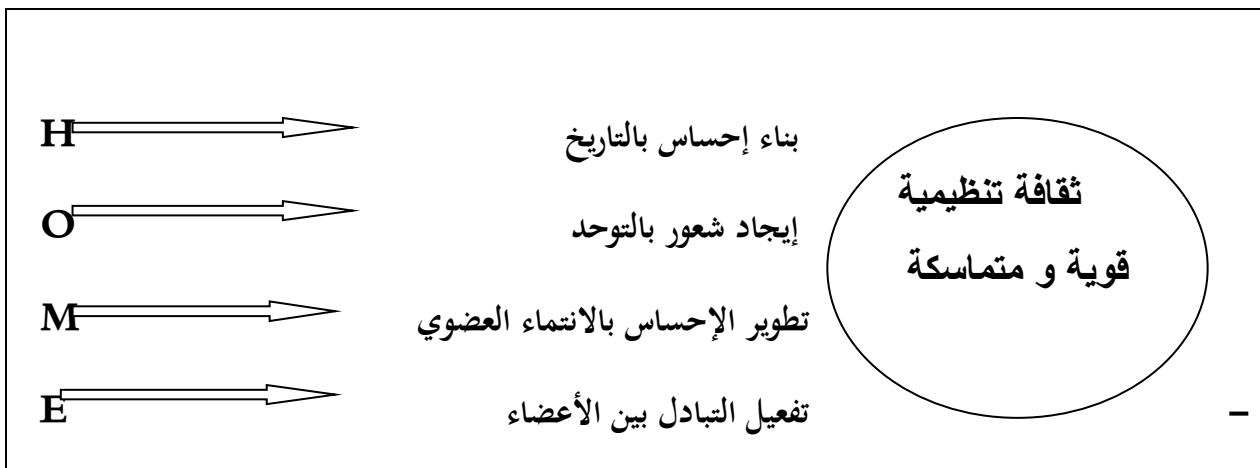 H بناء إحساس بالتاريخ
O إيجاد شعور بالتوحد
M تطوير الإحساس بالانتماء العضوي
E تفعيل التبادل بين الأعضاء
ثقافة تنظيمية
قوية و متماسكة
–